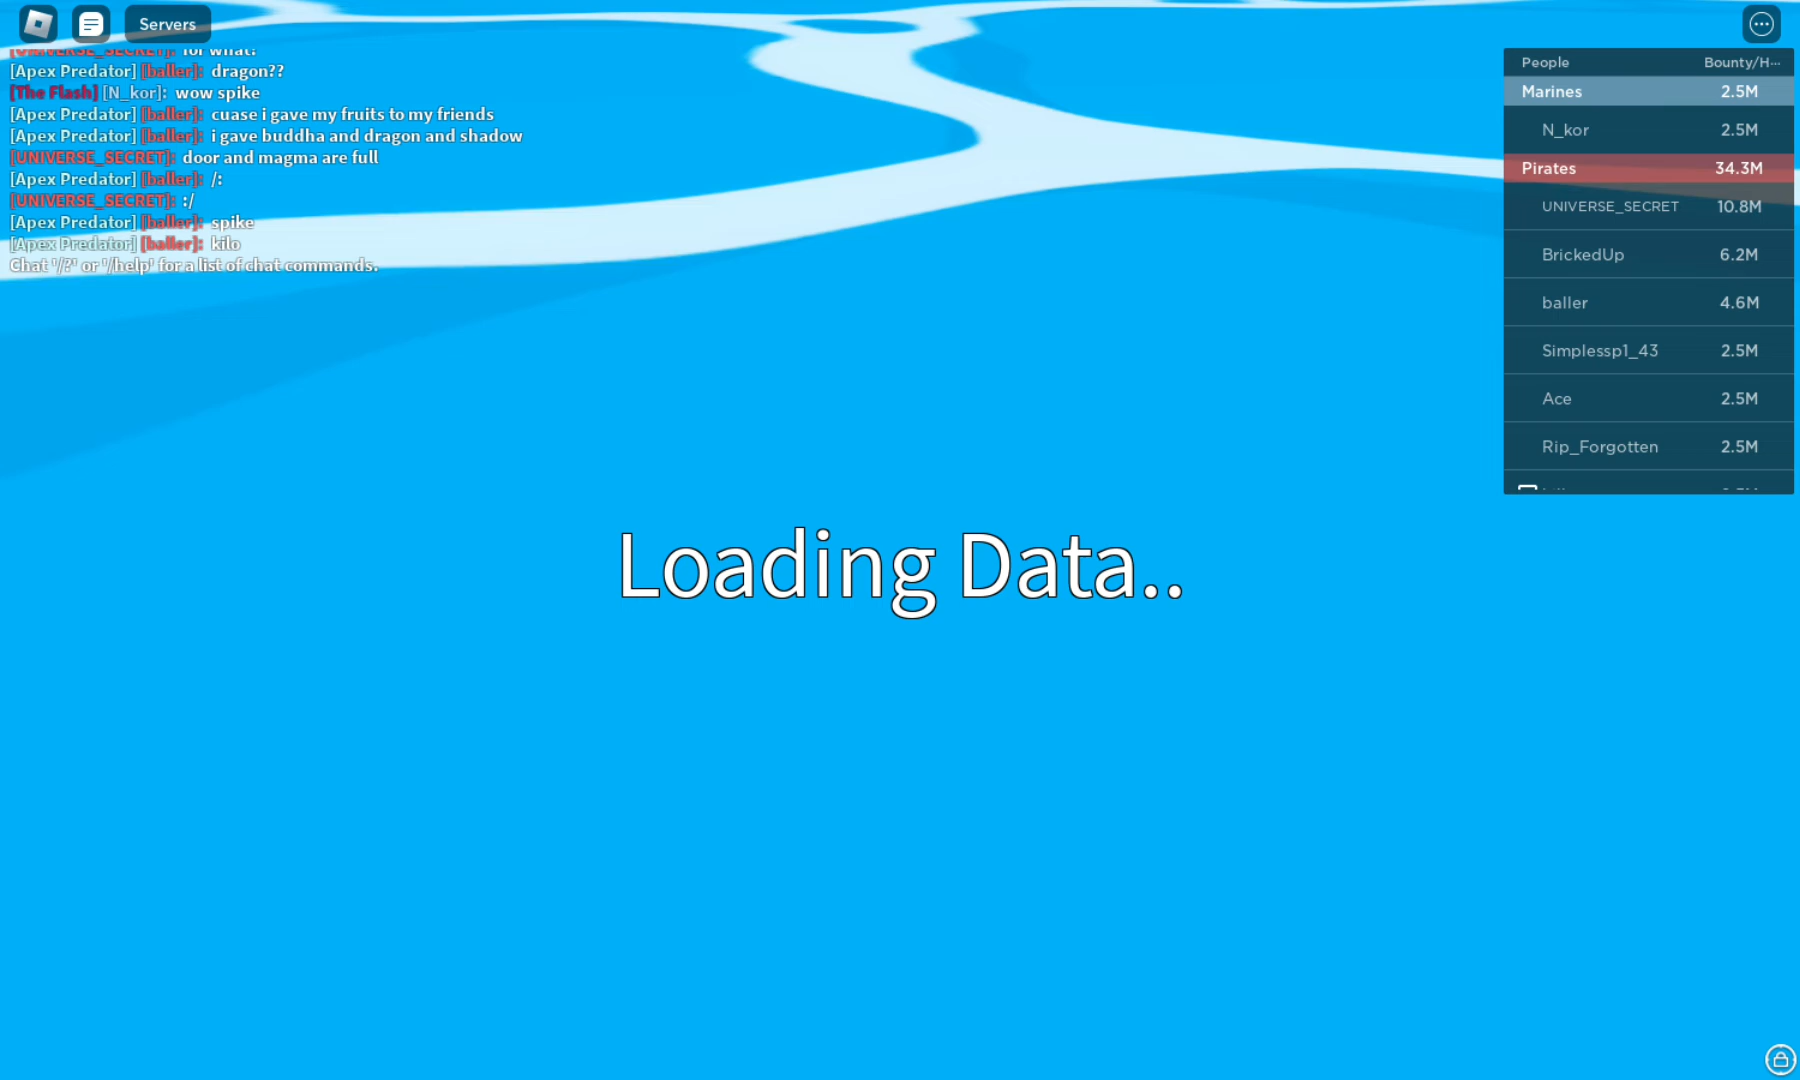 Servers
[UNIVERSE_SECRET]: for what?
[Apex Predator] [baller]: dragon??
[The Flash] [N_kor]: wow spike
[Apex Predator] [baller]: cuase i gave my fruits to my friends
[Apex Predator] [baller]: i gave buddha and dragon and shadow
[UNIVERSE_SECRET]: door and magma are full
[Apex Predator] [baller]: /:
[UNIVERSE_SECRET]: :/
[Apex Predator] [baller]: spike
[Apex Predator] [baller]: kilo
Chat '/?' or '/help' for a list of chat commands.
People Bounty/H...
Marines 2.5M
N_kor 2.5M
Pirates 34.3M
UNIVERSE_SECRET 10.8M
BrickedUp 6.2M
baller 4.6M
Simplessp1_43 2.5M
Ace 2.5M
Rip_Forgotten 2.5M
Loading Data..